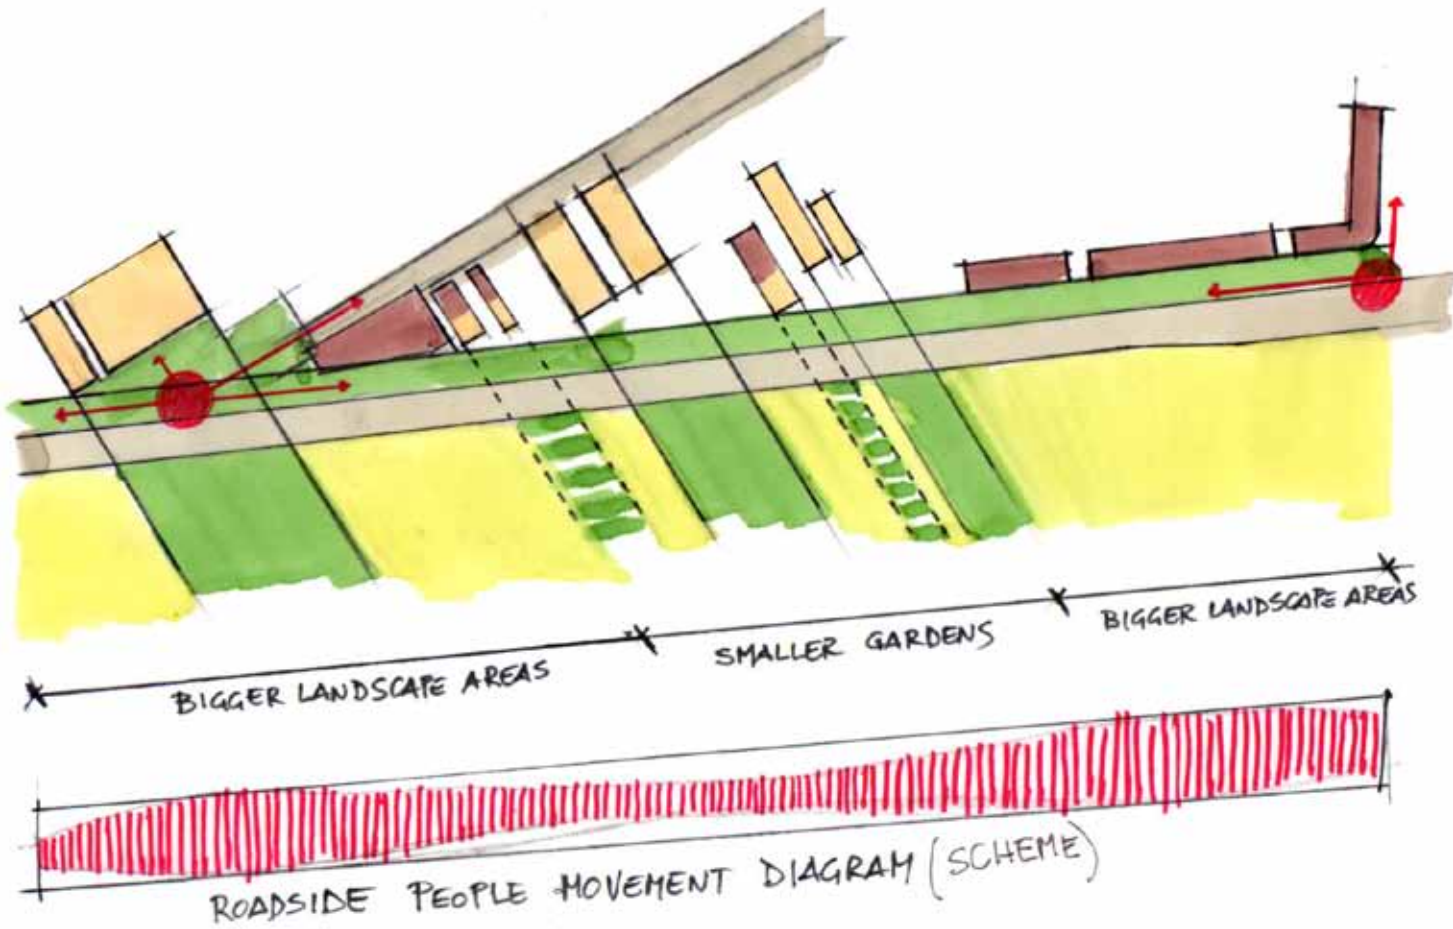 BIGGER LANDSCAPE AREAS
SMALLER GARDENS
BIGGER LANDSCAPE AREAS
ROADSIDE PEOPLE MOVEMENT DIAGRAM (SCHEME)